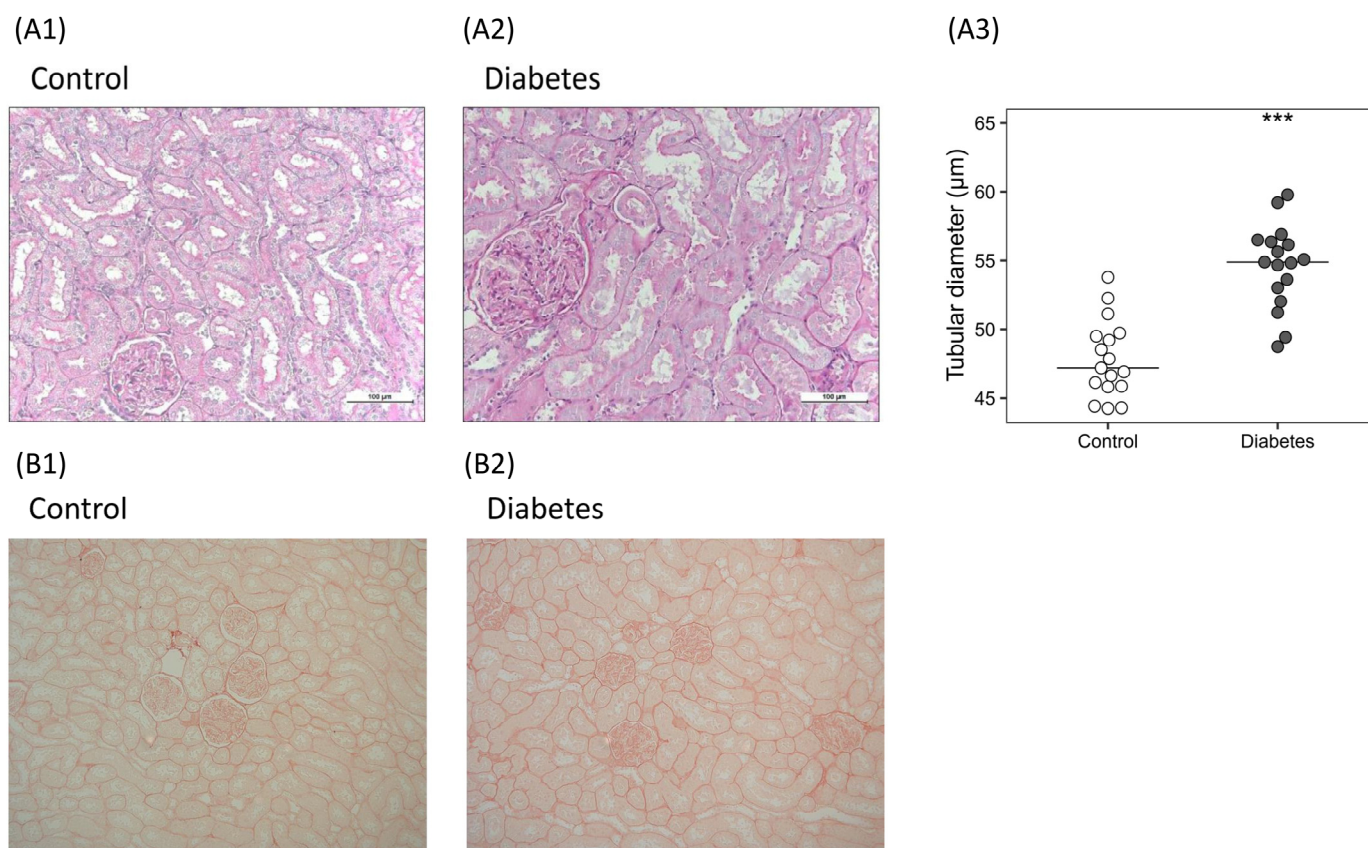 (A1)
Control
100 µm
(A2)
Diabetes
100 µm
(A3)
***
Tubular diameter (µm)
65
60
55
50
45
Control
Diabetes
(B1)
Control
(B2)
Diabetes